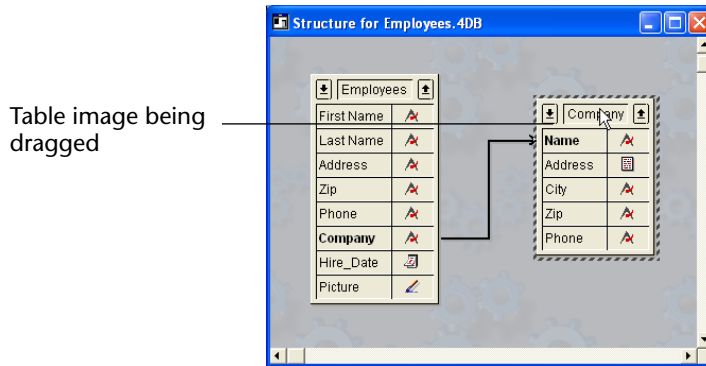 Structure for Employees.4DB
Table image being
dragged
Employees
First Name
Last Name
Address
Zip
Phone
Company
Hire_Date
Picture
Company
Name
Address
City
Zip
Phone